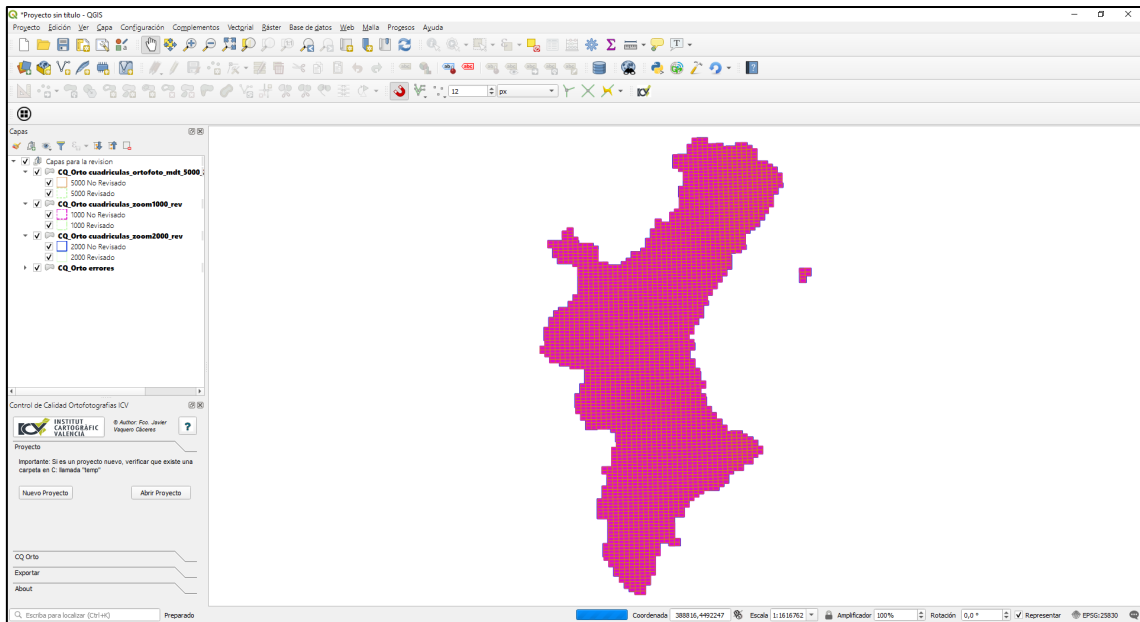 *Proyecto sin título - QGIS
Proyecto Edición Ver Capa Configuración Complementos Vectorial Ráster Base de datos Web Malla Procesos Ayuda
12 px
ICV
Capas
Capas para la revision
CQ_Orto cuadriculas_ortofoto_mdt_5000_
5000 No Revisado
5000 Revisado
CQ_Orto cuadriculas_zoom1000_rev
1000 No Revisado
1000 Revisado
CQ_Orto cuadriculas_zoom2000_rev
2000 No Revisado
2000 Revisado
CQ_Orto errores
Control de Calidad Ortofotografias ICV
ICV INSTITUT CARTOGRÀFIC VALENCIÀ
© Author: Fco. Javier Vaquero Cáceres
?
Proyecto
Importante: Si es un proyecto nuevo, verificar que existe una
carpeta en C: llamada "temp"
Nuevo Proyecto Abrir Proyecto
CQ Orto
Exportar
About
Escriba para localizar (Ctrl+K) Preparado Coordenada 388816,4492247 Escala 1:1616762 Amplificador 100% Rotación 0,0 ° Representar EPSG:25830